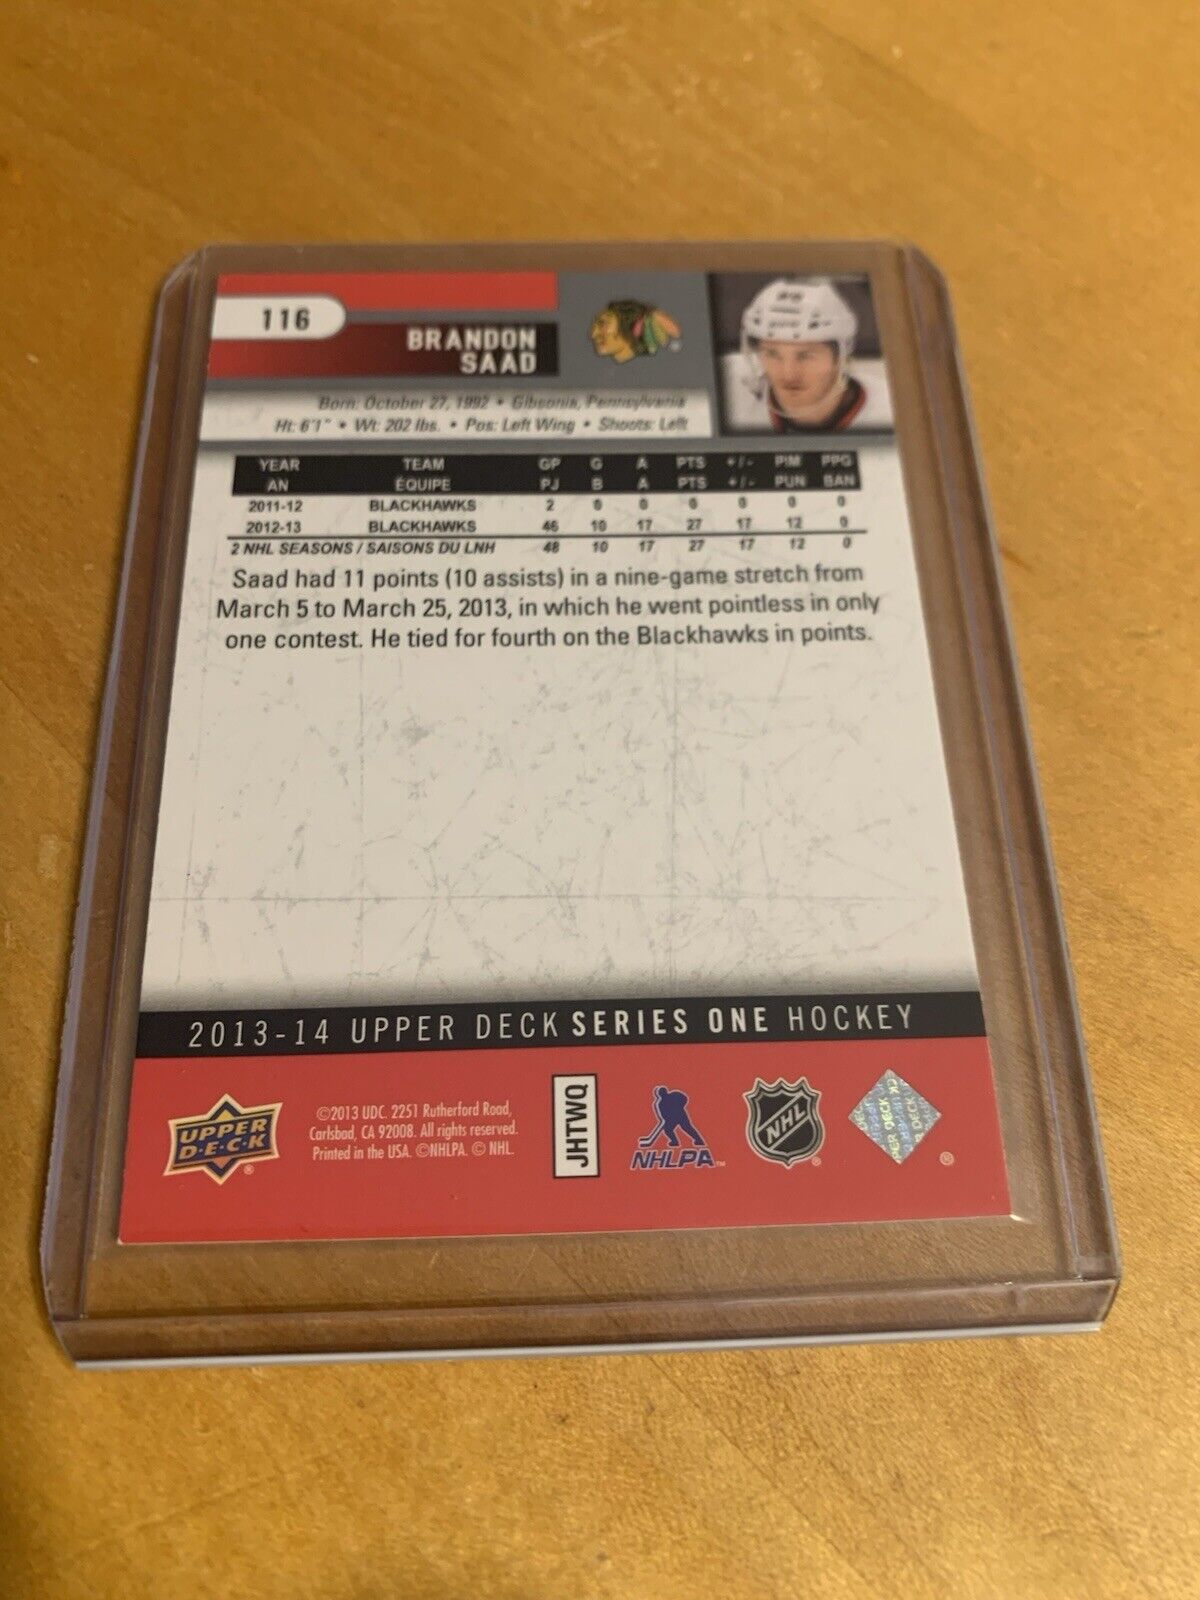 116
BRANDON
SAAD
Born: October 27, 1992 • Gibsonia, Pennsylvania
Ht: 6'1" • Wt: 202 lbs. • Pos: Left Wing • Shoots: Left
YEAR TEAM GP G A PTS +/- PIM PPG
AN ÉQUIPE PJ B A PTS +/- PUN BAN
2011-12 BLACKHAWKS 2 0 0 0 0 0 0
2012-13 BLACKHAWKS 46 10 17 27 17 12 0
2 NHL SEASONS / SAISONS DU LNH 48 10 17 27 17 12 0
Saad had 11 points (10 assists) in a nine-game stretch from
March 5 to March 25, 2013, in which he went pointless in only
one contest. He tied for fourth on the Blackhawks in points.
2013-14 UPPER DECK SERIES ONE HOCKEY
UPPER
D·E·C·K ®
©2013 UDC. 2251 Rutherford Road,
Carlsbad, CA 92008. All rights reserved.
Printed in the USA. ©NHLPA. © NHL.
JHTWQ
NHLPA™
NHL ®
UPPER DECK
®